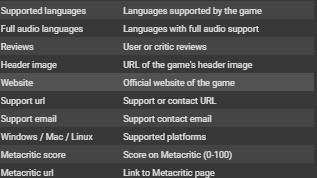 Supported languages Languages supported by the game
Full audio languages Languages with full audio support
Reviews User or critic reviews
Header image URL of the game's header image
Website Official website of the game
Support url Support or contact URL
Support email Support contact email
Windows / Mac / Linux Supported platforms
Metacritic score Score on Metacritic (0-100)
Metacritic url Link to Metacritic page